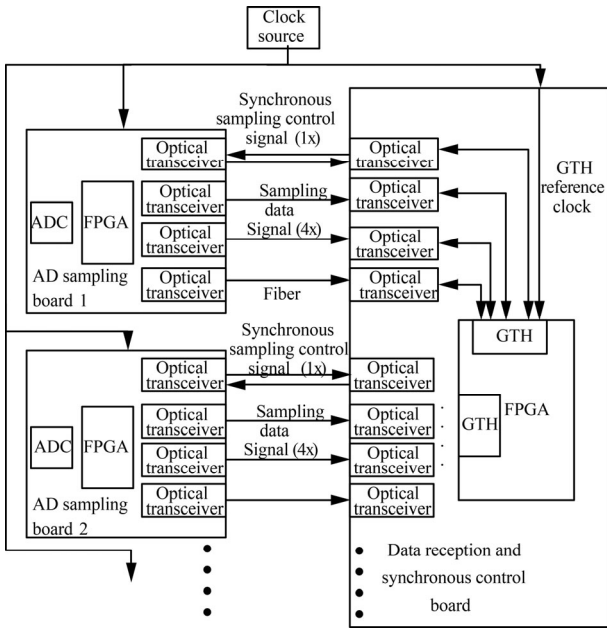 Clock
source
Synchronous
sampling control
signal (1x)
Optical
transceiver
Optical
transceiver
GTH
reference
clock
Optical
transceiver
Sampling
data
Signal (4x)
Optical
transceiver
ADC
FPGA
Optical
transceiver
Optical
transceiver
AD sampling
board 1
Optical
transceiver
Fiber
Optical
transceiver
Synchronous
sampling control
signal (1x)
GTH
Optical
transceiver
Optical
transceiver
Optical
transceiver
Sampling
data
Signal (4x)
Optical
transceiver
GTH
FPGA
ADC
FPGA
Optical
transceiver
Optical
transceiver
AD sampling
board 2
Optical
transceiver
Optical
transceiver
Data reception and
synchronous control
board